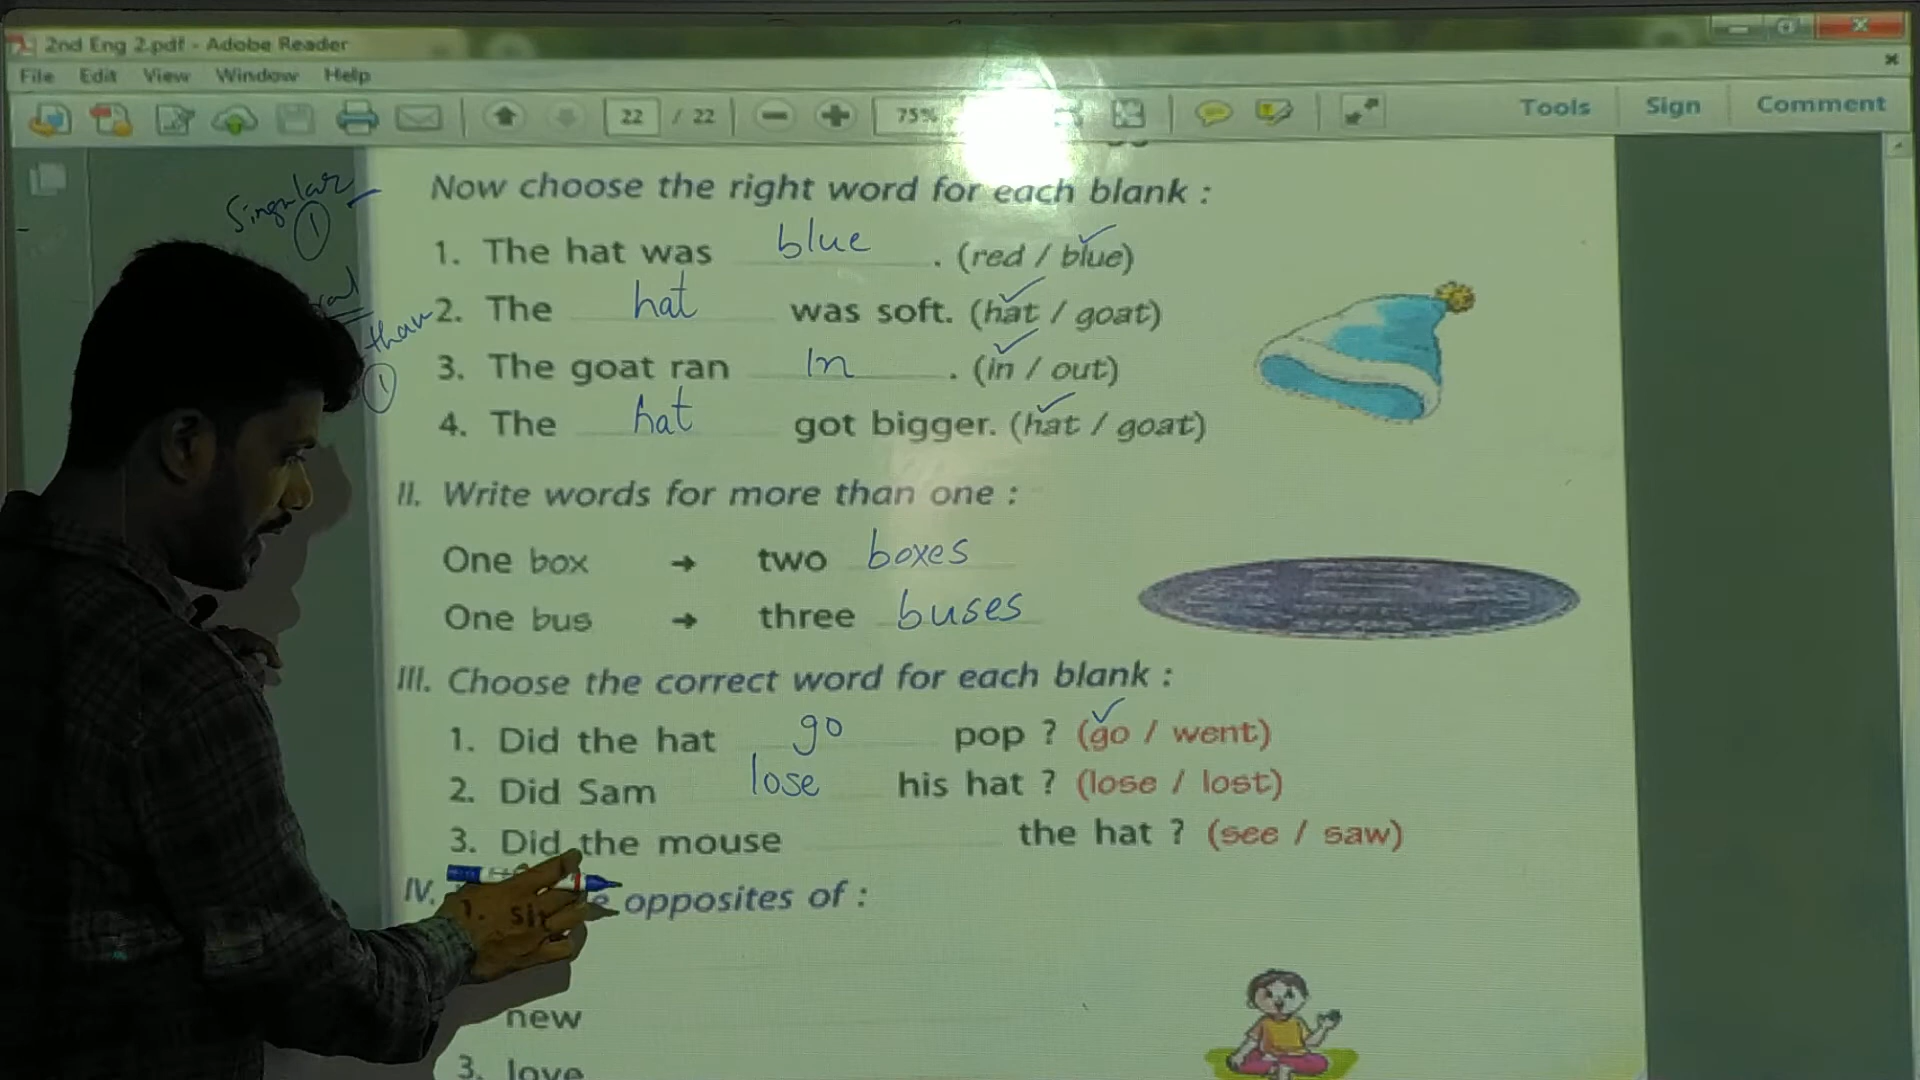 2nd Eng 2.pdf - Adobe Reader
File Edit View Window Help
22 / 22 75% Tools Sign Comment
Singular
1
than
1
Now choose the right word for each blank :
1. The hat was blue . (red / blue)
2. The hat was soft. (hat / goat)
3. The goat ran In . (in / out)
4. The hat got bigger. (hat / goat)
II. Write words for more than one :
One box → two boxes
One bus → three buses
III. Choose the correct word for each blank :
1. Did the hat go pop ? (go / went)
2. Did Sam lose his hat ? (lose / lost)
3. Did the mouse the hat ? (see / saw)
IV. opposites of :
1. sit
new
3. love